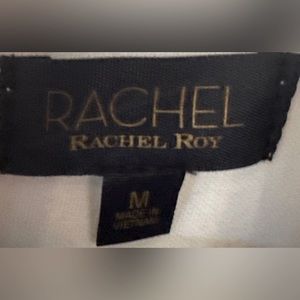 RACHEL
RACHEL ROY
M
MADE IN
VIETNAM